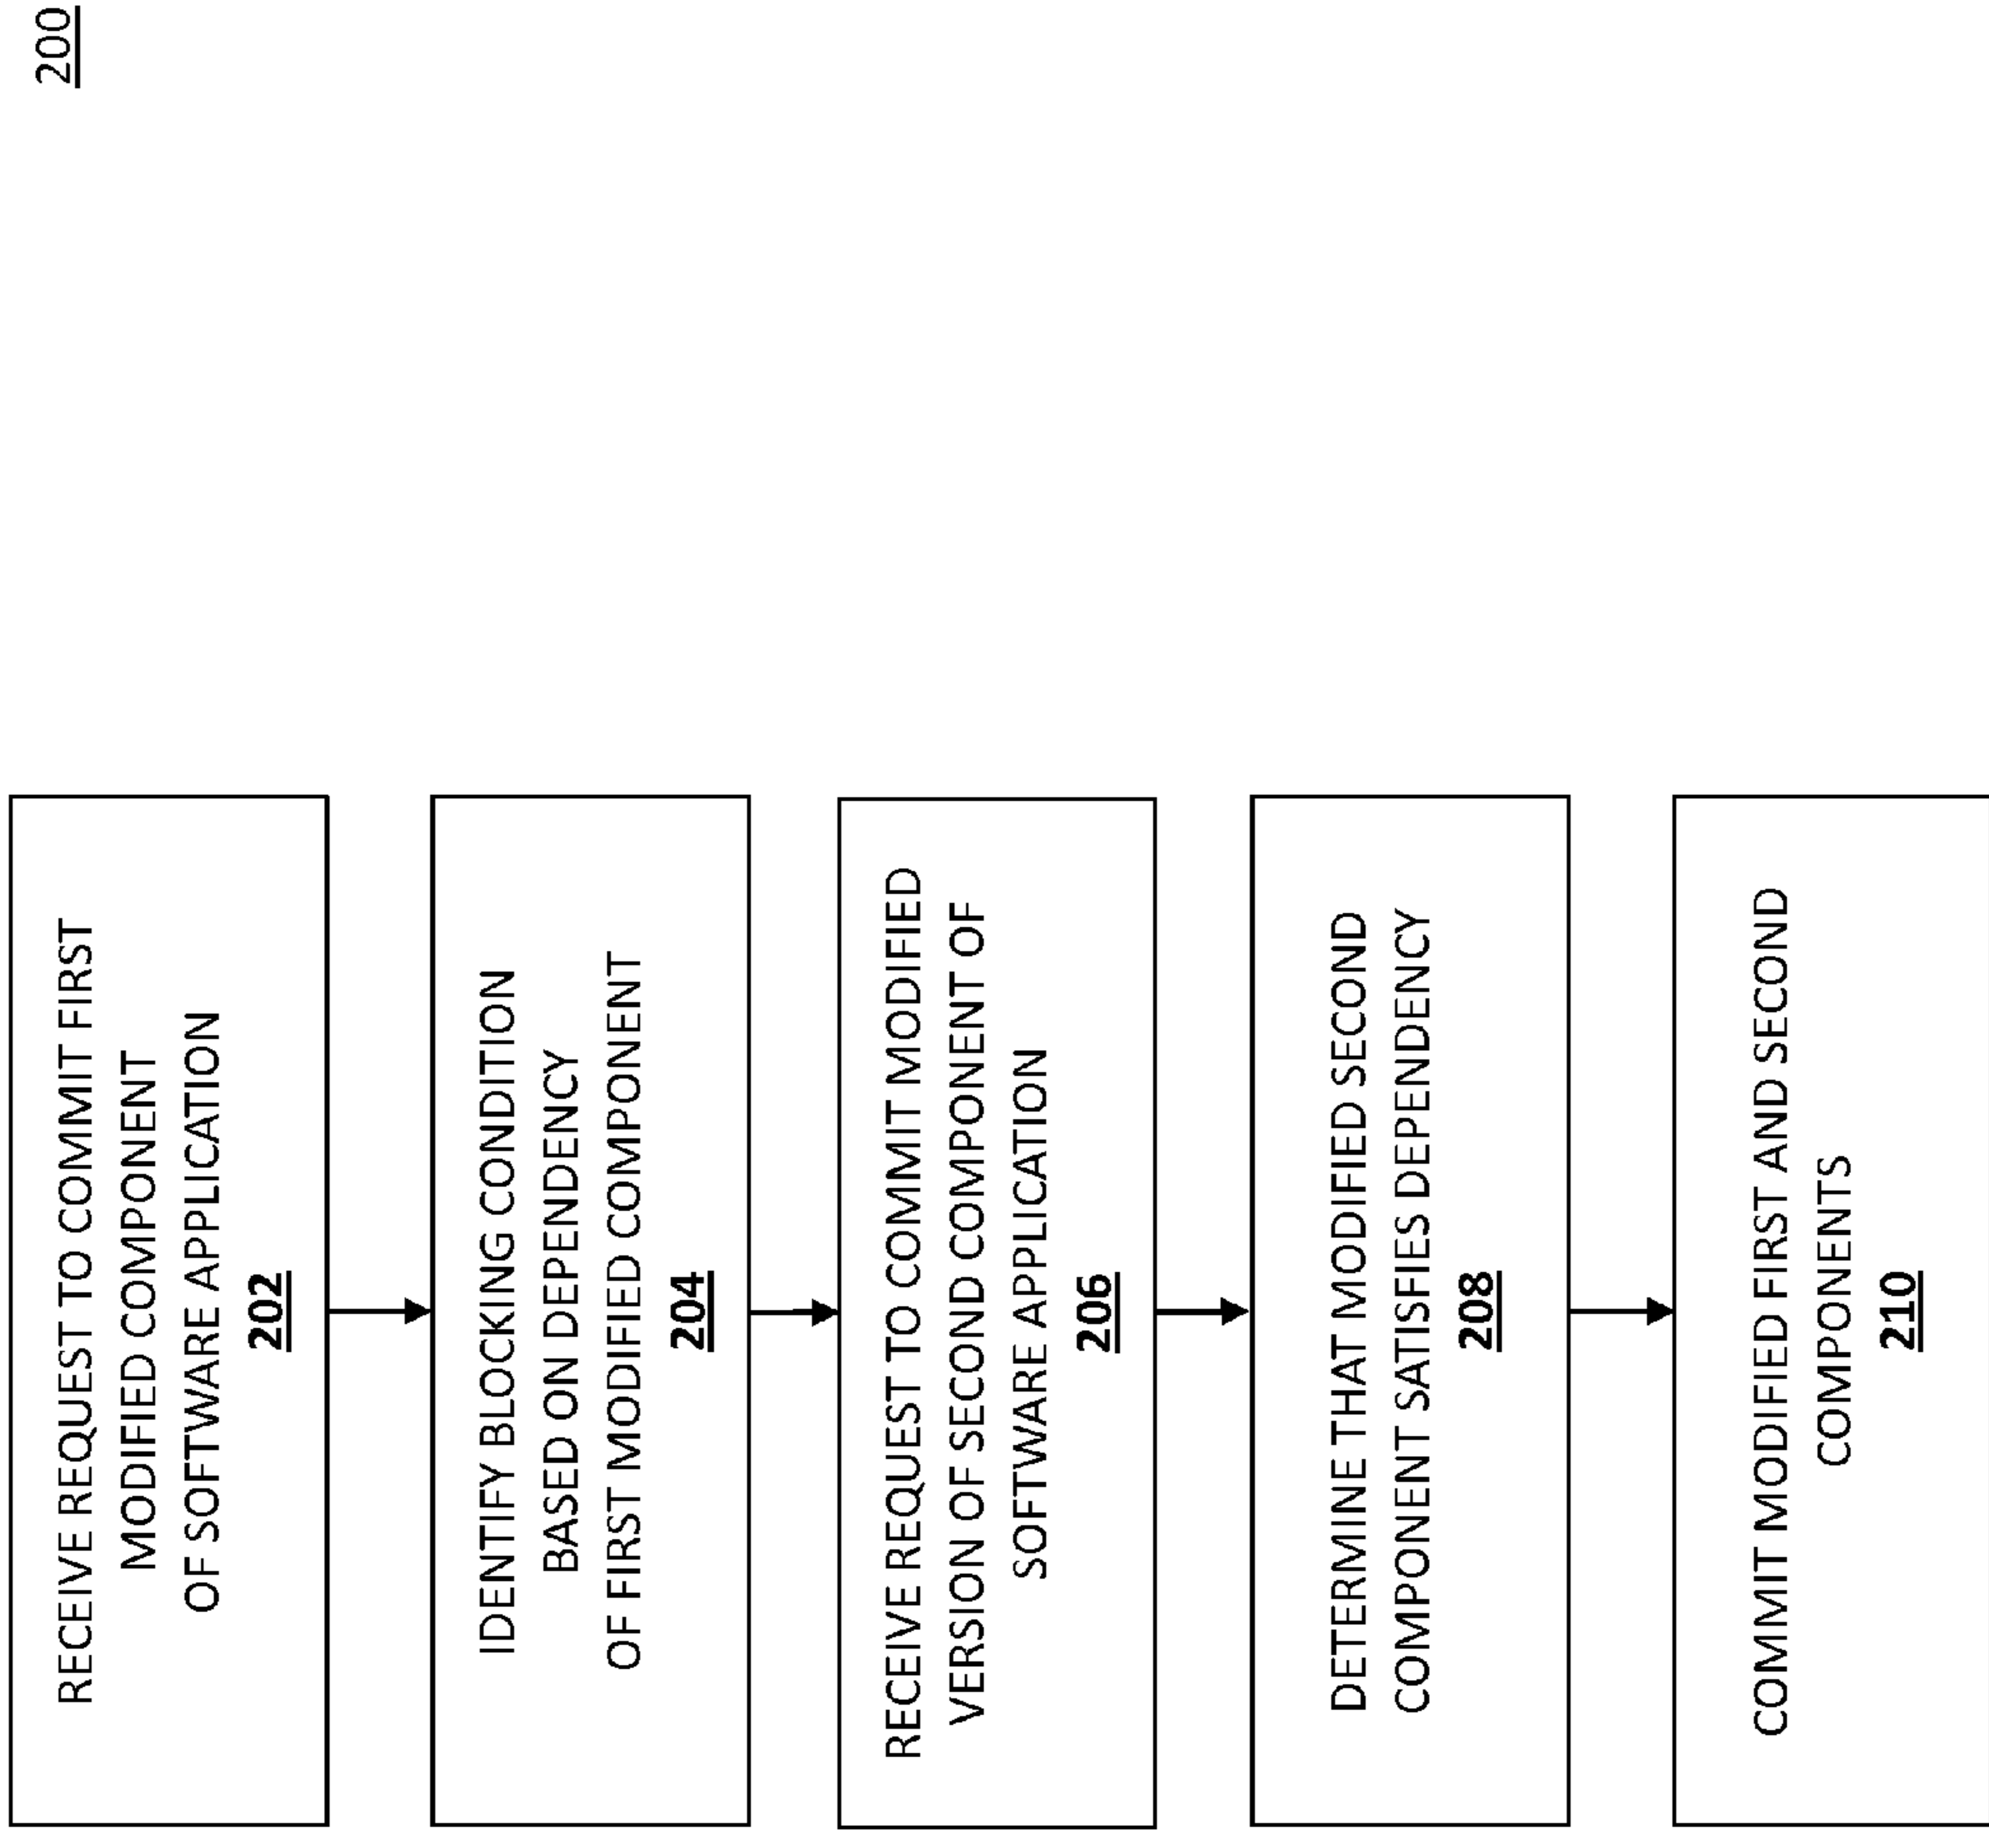 200
RECEIVE REQUEST TO COMMIT FIRST
MODIFIED COMPONENT
OF SOFTWARE APPLICATION
202
IDENTIFY BLOCKING CONDITION
BASED ON DEPENDENCY
OF FIRST MODIFIED COMPONENT
204
RECEIVE REQUEST TO COMMIT MODIFIED
VERSION OF SECOND COMPONENT OF
SOFTWARE APPLICATION
206
DETERMINE THAT MODIFIED SECOND
COMPONENT SATISFIES DEPENDENCY
208
COMMIT MODIFIED FIRST AND SECOND
COMPONENTS
210